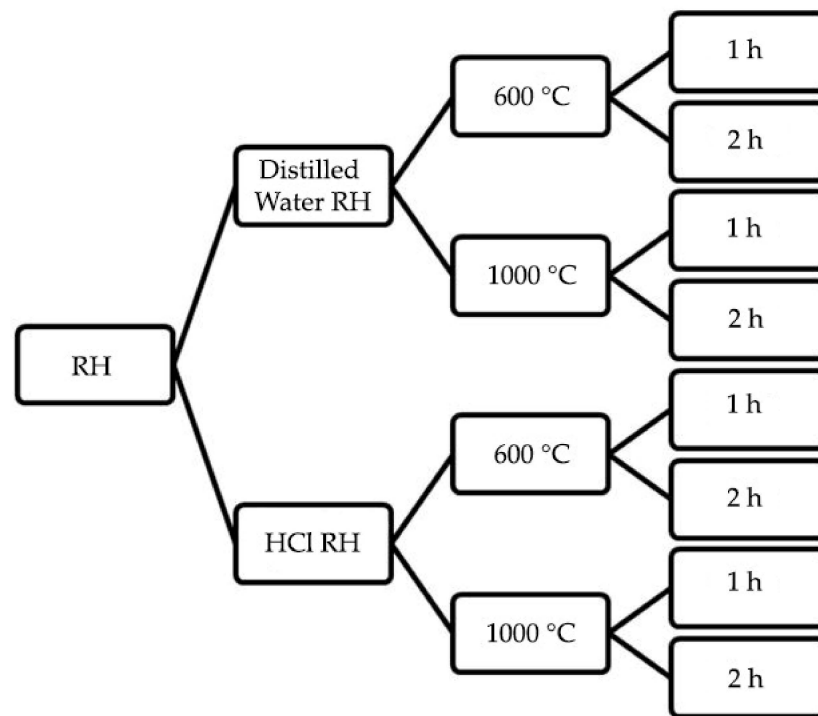 RH
Distilled
Water RH
600 °C
1 h
2 h
1000 °C
1 h
2 h
HCl RH
600 °C
1 h
2 h
1000 °C
1 h
2 h